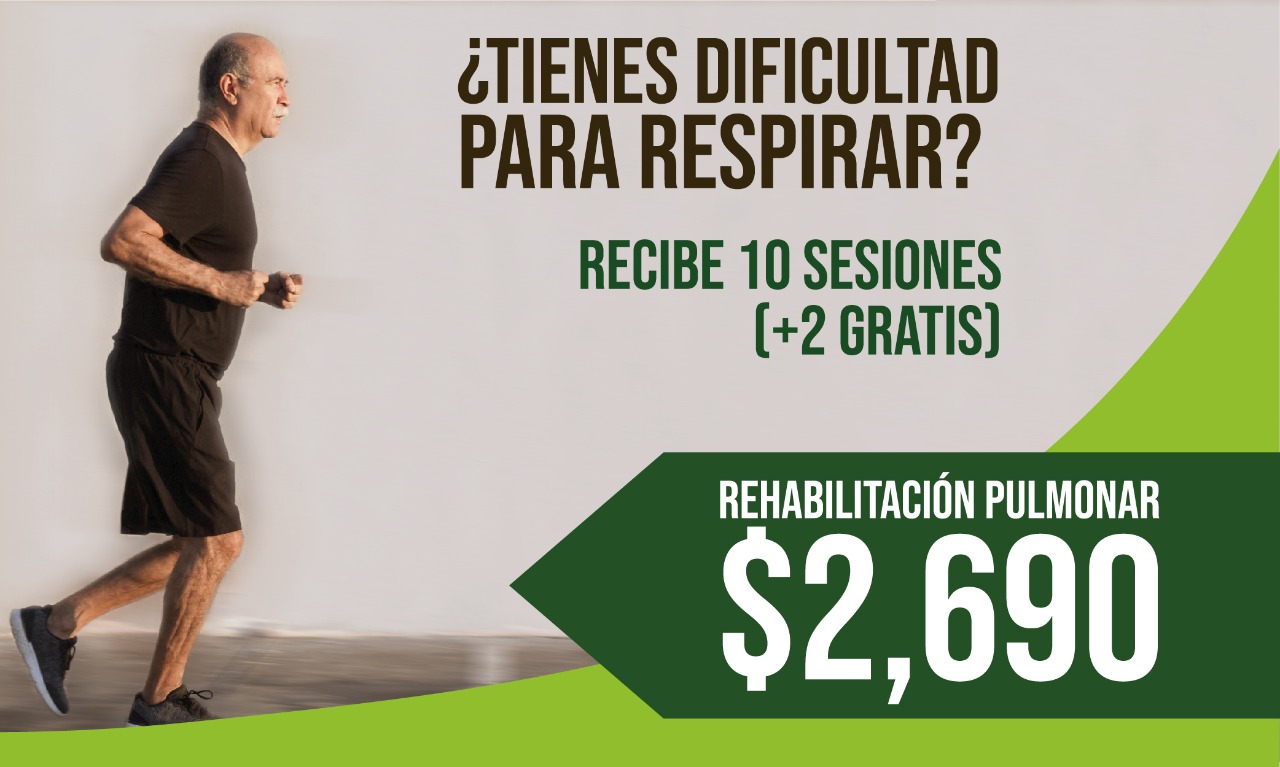 ¿TIENES DIFICULTAD
PARA RESPIRAR?
RECIBE 10 SESIONES
(+2 GRATIS)
REHABILITACIÓN PULMONAR
$2,690